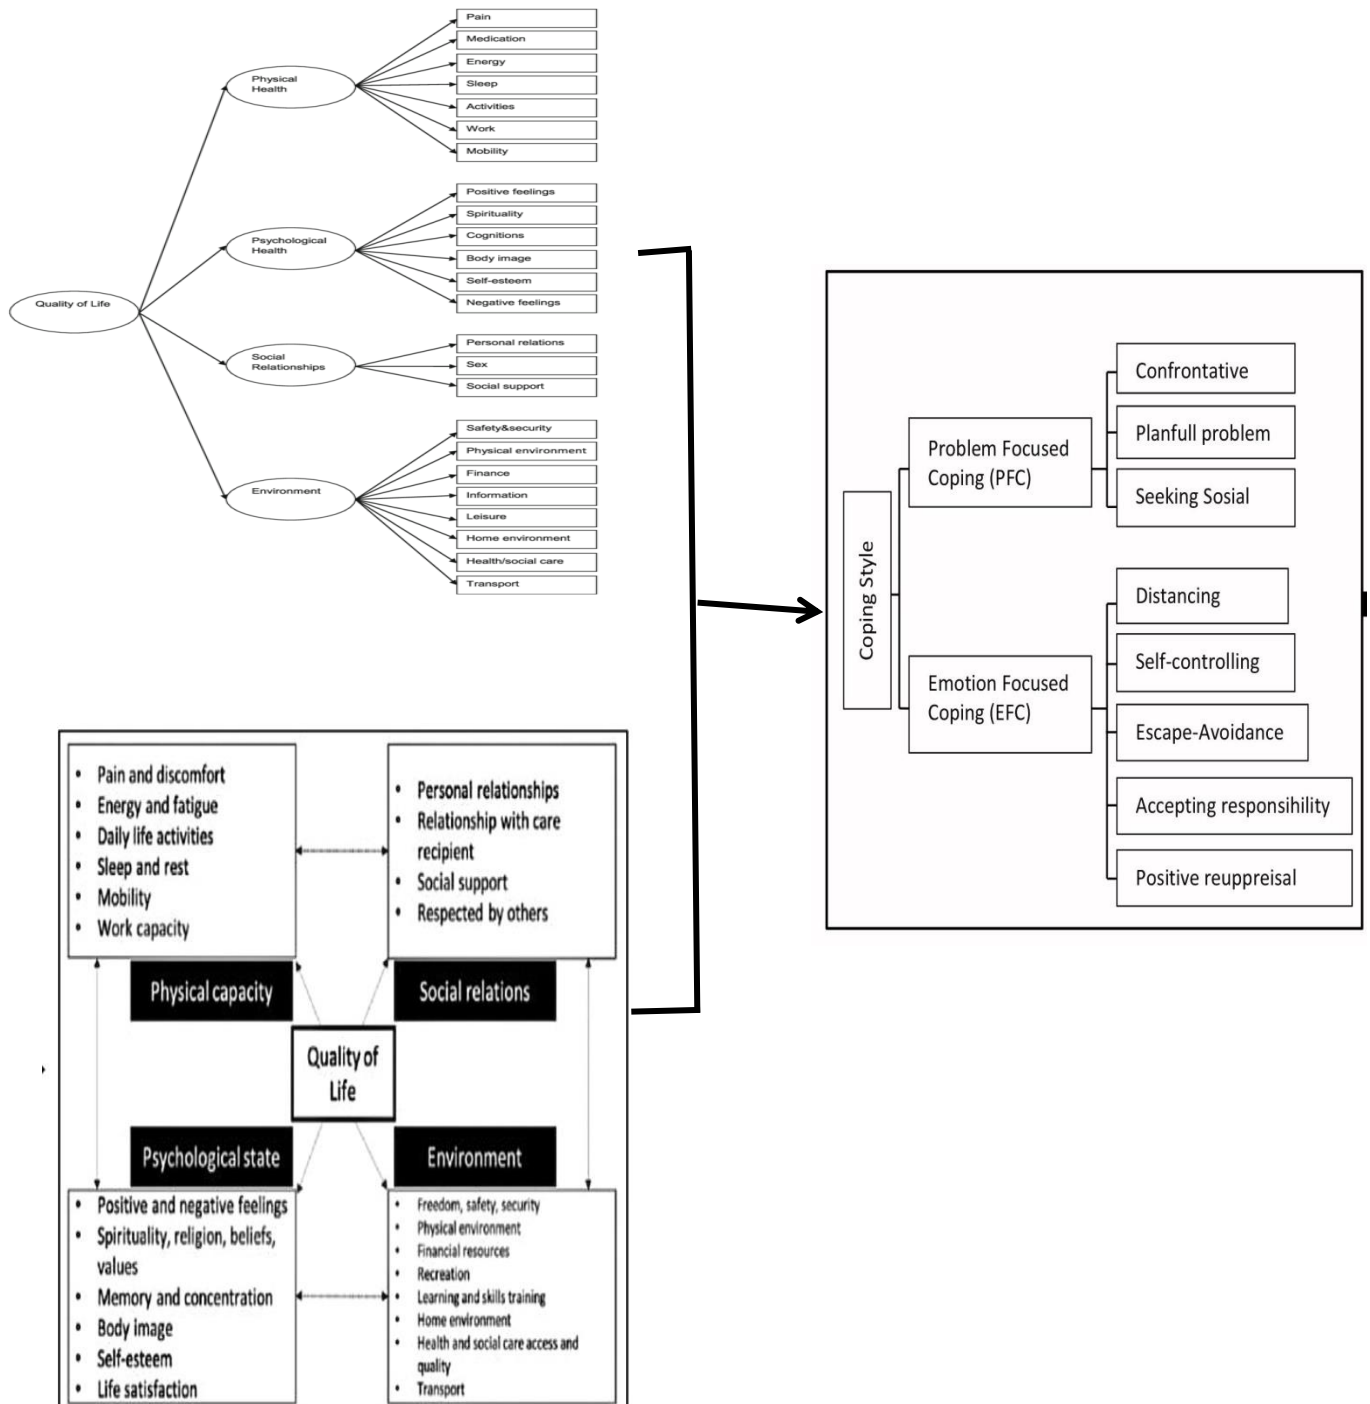 Pain
Medication
Energy
Sleep
Activities
Work
Mobility
Physical
Health
Positive feelings
Spirituality
Cognitions
Body image
Self-esteem
Negative feelings
Psychological
Health
Quality of Life
Personal relations
Sex
Social support
Social
Relationships
Safety&security
Physical environment
Finance
Information
Leisure
Home environment
Health/social care
Transport
Environment
Coping Style
Problem Focused
Coping (PFC)
Confrontative
Planfull problem
Seeking Sosial
Emotion Focused
Coping (EFC)
Distancing
Self-controlling
Escape-Avoidance
Accepting responsihility
Positive reuppreisal
• Pain and discomfort
• Energy and fatigue
• Daily life activities
• Sleep and rest
• Mobility
• Work capacity
• Personal relationships
• Relationship with care
recipient
• Social support
• Respected by others
Physical capacity
Social relations
Quality of
Life
Psychological state
Environment
• Positive and negative feelings
• Spirituality, religion, beliefs,
values
• Memory and concentration
• Body image
• Self-esteem
• Life satisfaction
• Freedom, safety, security
• Physical environment
• Financial resources
• Recreation
• Learning and skills training
• Home environment
• Health and social care access and
quality
• Transport